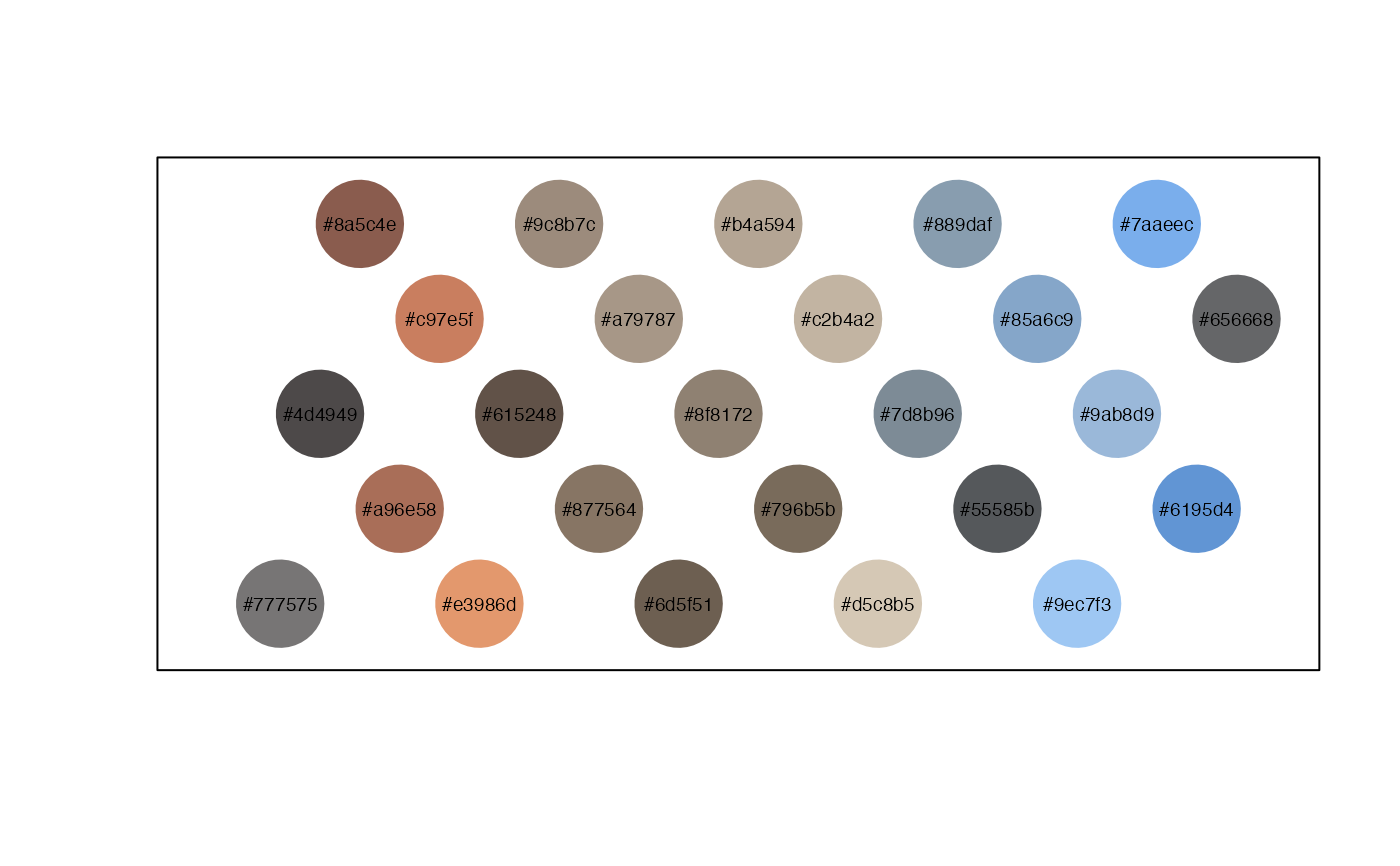 #8a5c4e #9c8b7c #b4a594 #889daf #7aaeec
#c97e5f #a79787 #c2b4a2 #85a6c9 #656668
#4d4949 #615248 #8f8172 #7d8b96 #9ab8d9
#a96e58 #877564 #796b5b #55585b #6195d4
#777575 #e3986d #6d5f51 #d5c8b5 #9ec7f3